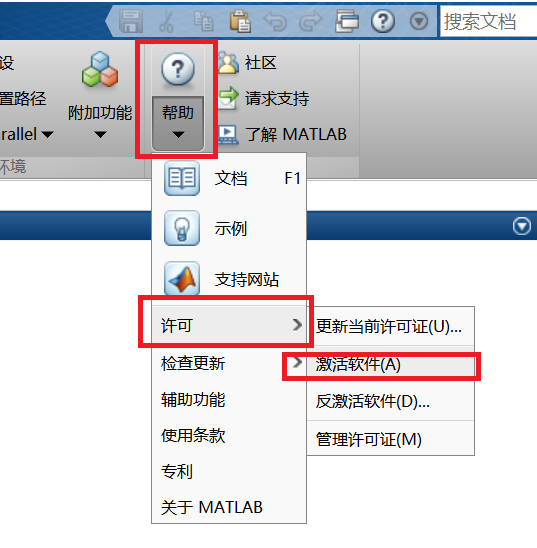 搜索文档
设
置路径
rallel
环境
附加功能
帮助
社区
请求支持
了解 MATLAB
文档 F1
示例
支持网站
许可
检查更新
辅助功能
使用条款
专利
关于 MATLAB
更新当前许可证(U)...
激活软件(A)
反激活软件(D)...
管理许可证(M)